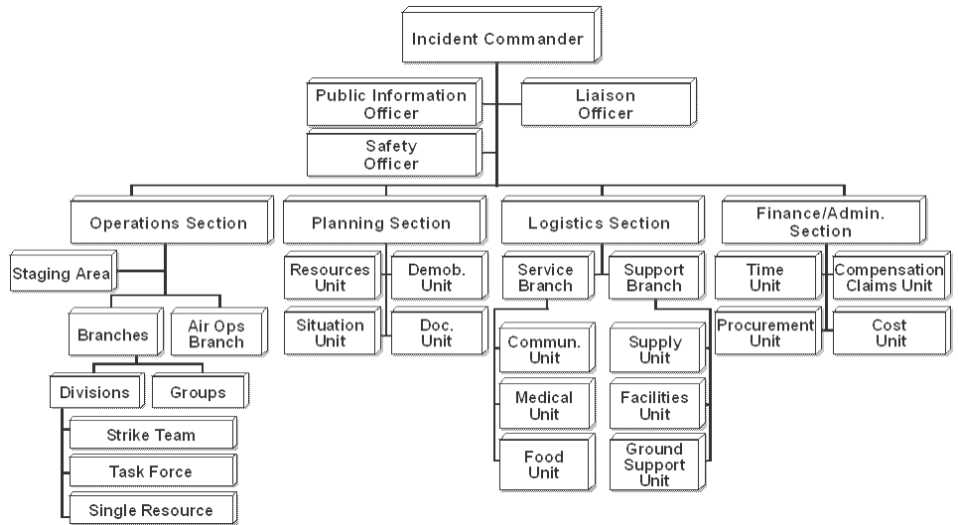 Incident Commander
Public Information
Officer
Liaison
Officer
Safety
Officer
Operations Section
Planning Section
Logistics Section
Finance/Admin.
Section
Staging Area
Resources
Unit
Demob.
Unit
Service
Branch
Support
Branch
Time
Unit
Compensation
Claims Unit
Branches
Air Ops
Branch
Situation
Unit
Doc.
Unit
Commun.
Unit
Supply
Unit
Procurement
Unit
Cost
Unit
Divisions
Groups
Medical
Unit
Facilities
Unit
Strike Team
Task Force
Single Resource
Food
Unit
Ground
Support
Unit